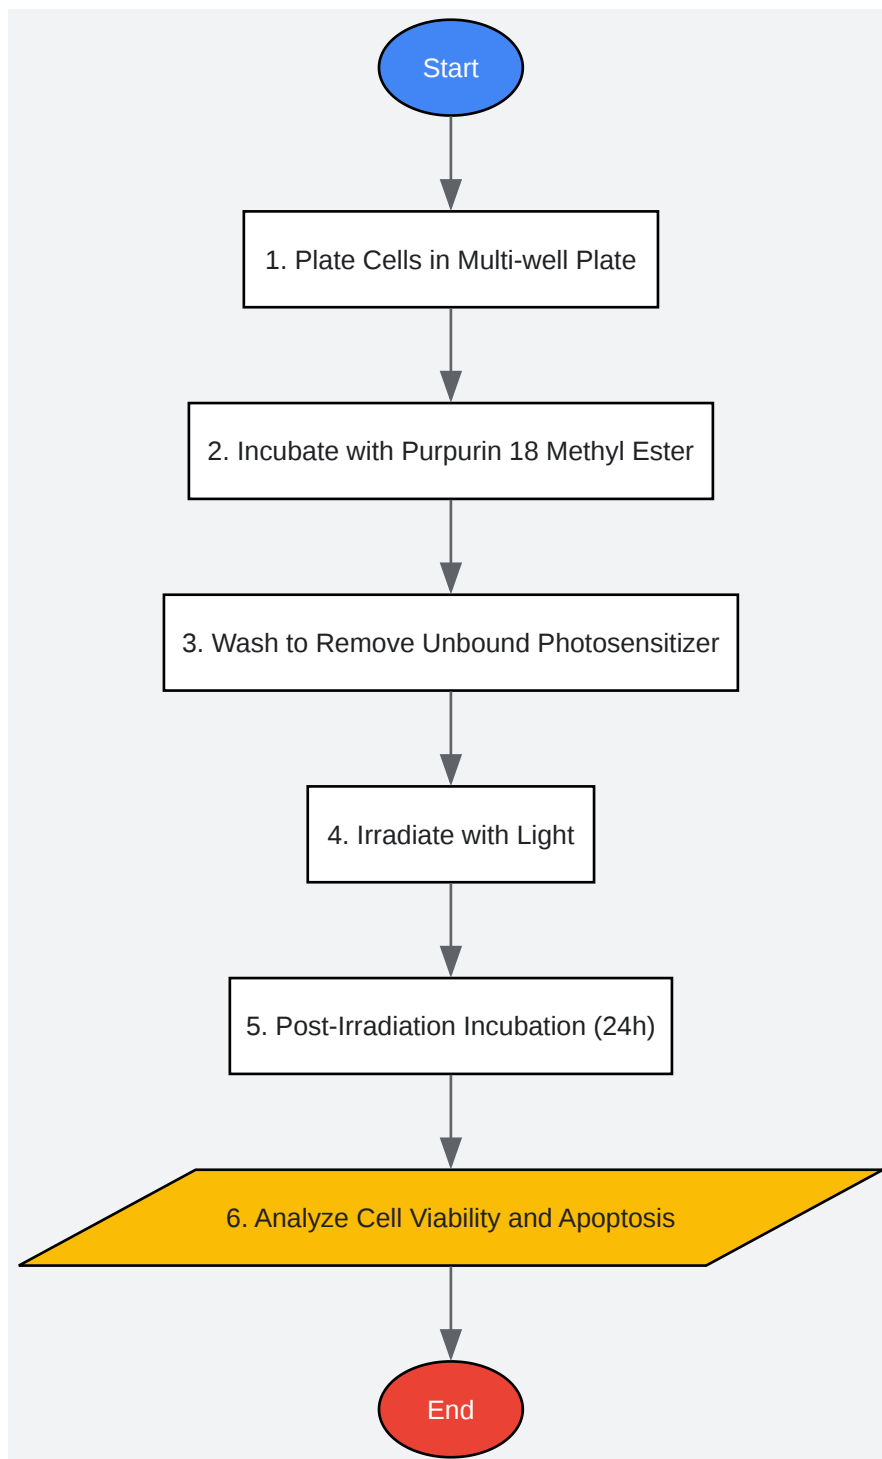 Start
1. Plate Cells in Multi-well Plate
2. Incubate with Purpurin 18 Methyl Ester
3. Wash to Remove Unbound Photosensitizer
4. Irradiate with Light
5. Post-Irradiation Incubation (24h)
6. Analyze Cell Viability and Apoptosis
End